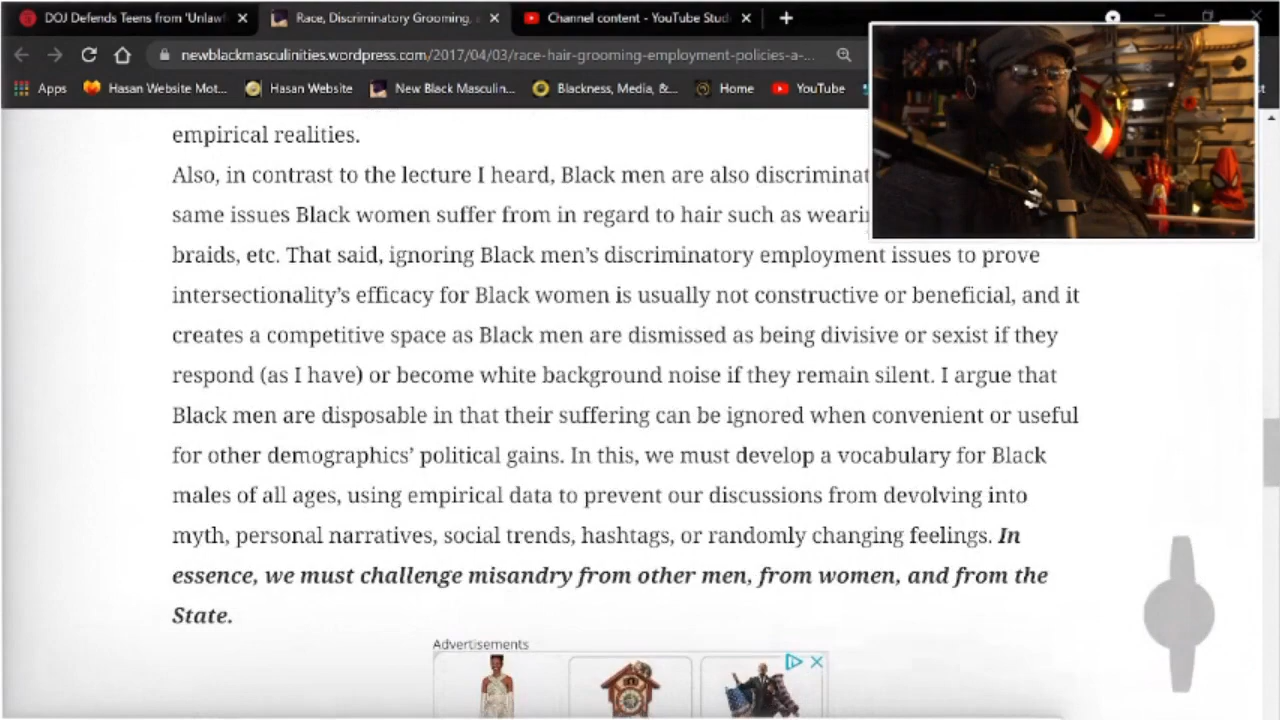 DOJ Defends Teens from 'Unlawf
Race, Discriminatory Grooming,
Channel content - YouTube Stud
newblackmasculinities.wordpress.com/2017/04/03/race-hair-grooming-employment-policies-a-...
Apps
Hasan Website Mot...
Hasan Website
New Black Masculin...
Blackness, Media, &...
Home
YouTube
empirical realities.
Also, in contrast to the lecture I heard, Black men are also discriminat
same issues Black women suffer from in regard to hair such as wearin
braids, etc. That said, ignoring Black men’s discriminatory employment issues to prove
intersectionality’s efficacy for Black women is usually not constructive or beneficial, and it
creates a competitive space as Black men are dismissed as being divisive or sexist if they
respond (as I have) or become white background noise if they remain silent. I argue that
Black men are disposable in that their suffering can be ignored when convenient or useful
for other demographics’ political gains. In this, we must develop a vocabulary for Black
males of all ages, using empirical data to prevent our discussions from devolving into
myth, personal narratives, social trends, hashtags, or randomly changing feelings. In
essence, we must challenge misandry from other men, from women, and from the
State.
Advertisements